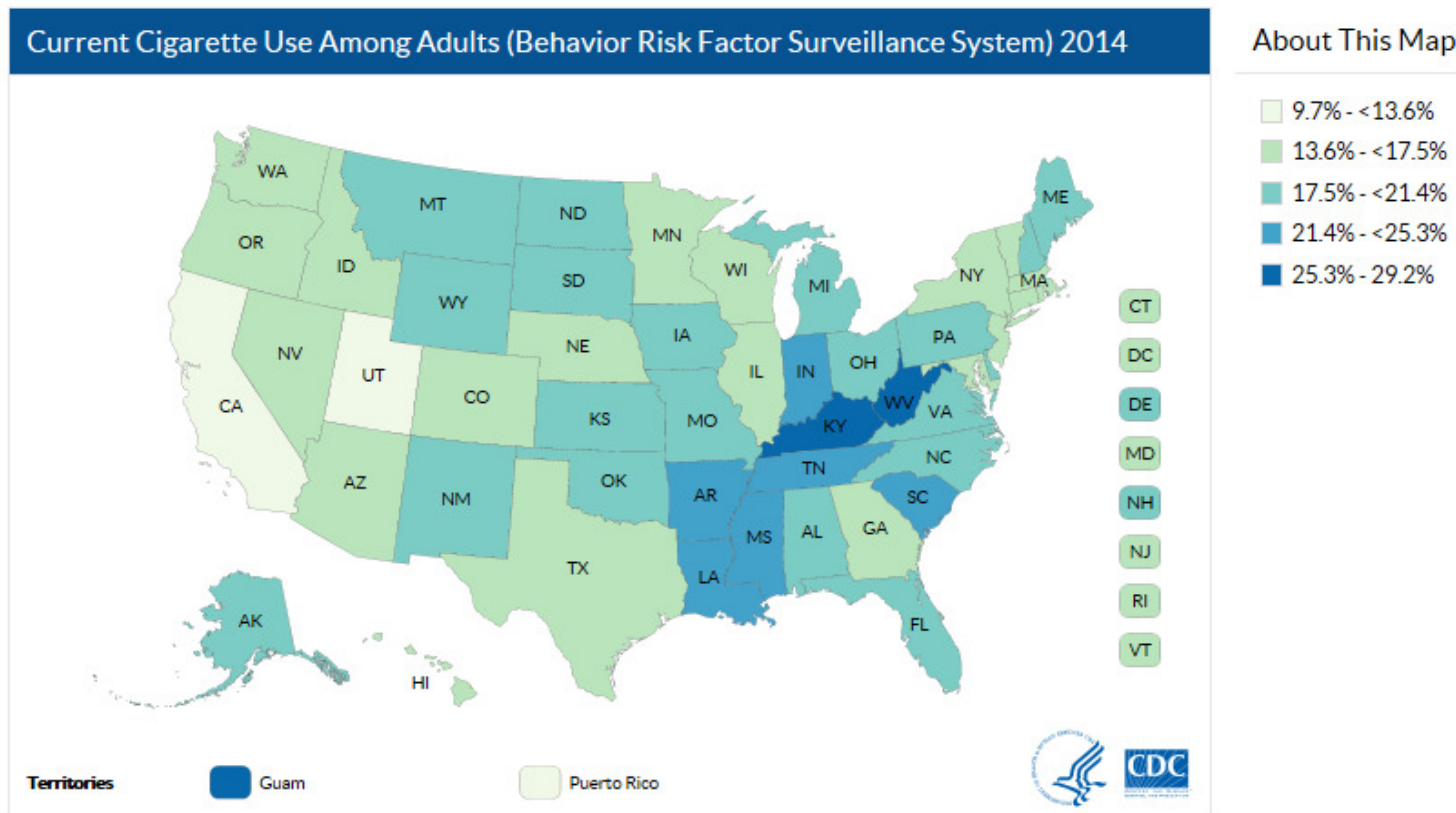 Current Cigarette Use Among Adults (Behavior Risk Factor Surveillance System) 2014
About This Map
9.7% - <13.6%
13.6% - <17.5%
17.5% - <21.4%
21.4% - <25.3%
25.3% - 29.2%
WA
MT
ND
MN
ME
OR
ID
WI
NY
MA
SD
MI
WY
CT
IA
PA
NE
NV
OH
DC
IL
IN
UT
CO
CA
WV
DE
VA
KS
MO
KY
MD
NC
TN
AZ
OK
NM
AR
SC
NH
GA
AL
MS
NJ
TX
LA
RI
AK
FL
VT
HI
Territories
Guam
Puerto Rico
CDC